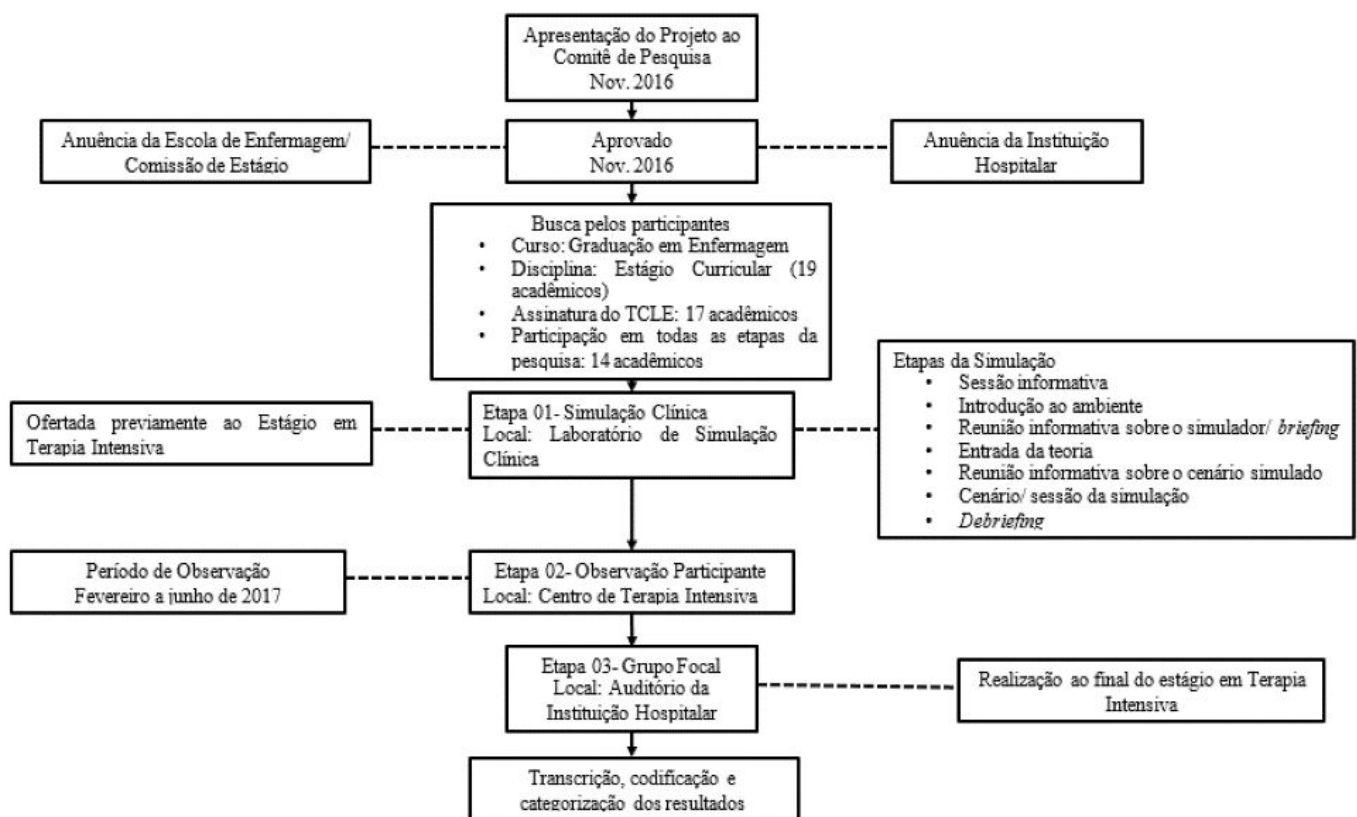 Apresentação do Projeto ao
Comitê de Pesquisa
Nov. 2016
Anuência da Escola de Enfermagem/
Comissão de Estágio
Aprovado
Nov. 2016
Anuência da Instituição
Hospitalar
Busca pelos participantes
• Curso: Graduação em Enfermagem
• Disciplina: Estágio Curricular (19
acadêmicos)
• Assinatura do TCLE: 17 acadêmicos
• Participação em todas as etapas da
pesquisa: 14 acadêmicos
Ofertada previamente ao Estágio em
Terapia Intensiva
Etapa 01- Simulação Clínica
Local: Laboratório de Simulação
Clínica
Etapas da Simulação
• Sessão informativa
• Introdução ao ambiente
• Reunião informativa sobre o simulador/ briefing
• Entrada da teoria
• Reunião informativa sobre o cenário simulado
• Cenário/ sessão da simulação
• Debriefing
Período de Observação
Fevereiro a junho de 2017
Etapa 02- Observação Participante
Local: Centro de Terapia Intensiva
Etapa 03- Grupo Focal
Local: Auditório da
Instituição Hospitalar
Realização ao final do estágio em Terapia
Intensiva
Transcrição, codificação e
categorização dos resultados